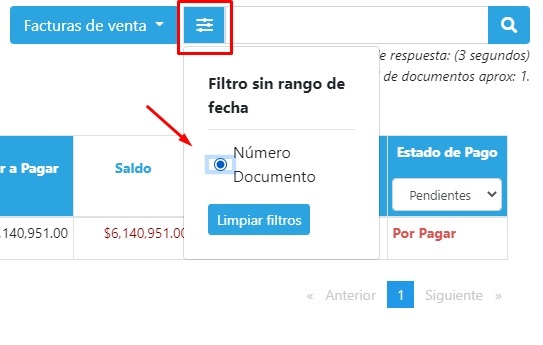 Facturas de venta
de respuesta: (3 segundos)
de documentos aprox: 1.
Filtro sin rango de
fecha
Número
Documento
Limpiar filtros
r a Pagar
Saldo
Estado de Pago
Pendientes
,140,951.00
$6,140,951.00
Por Pagar
« Anterior 1 Siguiente »